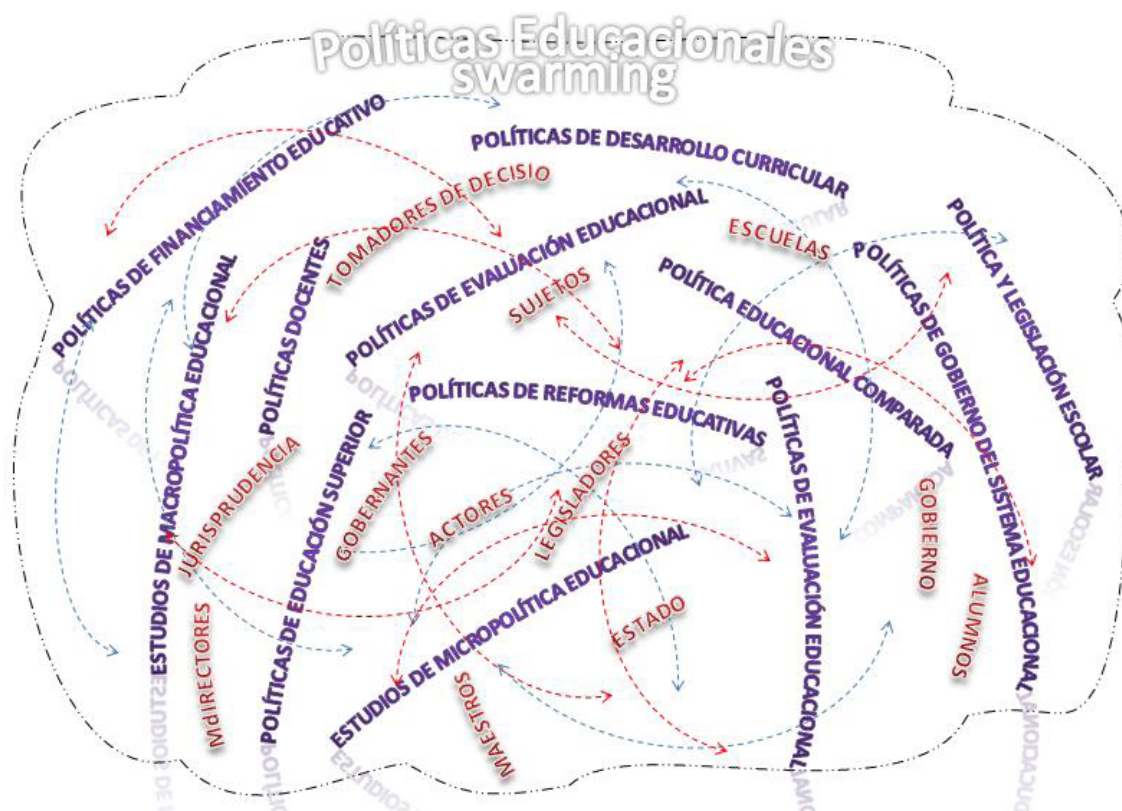 Políticas Educacionales
swarming
POLÍTICAS DE FINANCIAMIENTO EDUCATIVO
POLÍTICAS DE DESARROLLO CURRICULAR
TOMADORES DE DECISIO
POLÍTICAS DE EVALUACIÓN EDUCACIONAL
ESCUELAS
POLÍTICA Y LEGISLACIÓN ESCOLAR
POLÍTICAS DE GOBIERNO DEL SISTEMA EDUCACIONAL
ESTUDIOS DE MACROPOLÍTICA EDUCACIONAL
POLÍTICAS DOCENTES
SUJETOS
POLÍTICA EDUCACIONAL COMPARADA
POLÍTICAS DE REFORMAS EDUCATIVAS
POLÍTICAS DE EVALUACIÓN EDUCACIONAL
JURISPRUDENCIA
POLÍTICAS DE EDUCACIÓN SUPERIOR
GOBERNANTES
ACTORES
LEGISLADORES
GOBIERNO
ESTUDIOS DE MICROPOLÍTICA EDUCACIONAL
ESTADO
ALUMNOS
MdIRECTORES
MAESTROS